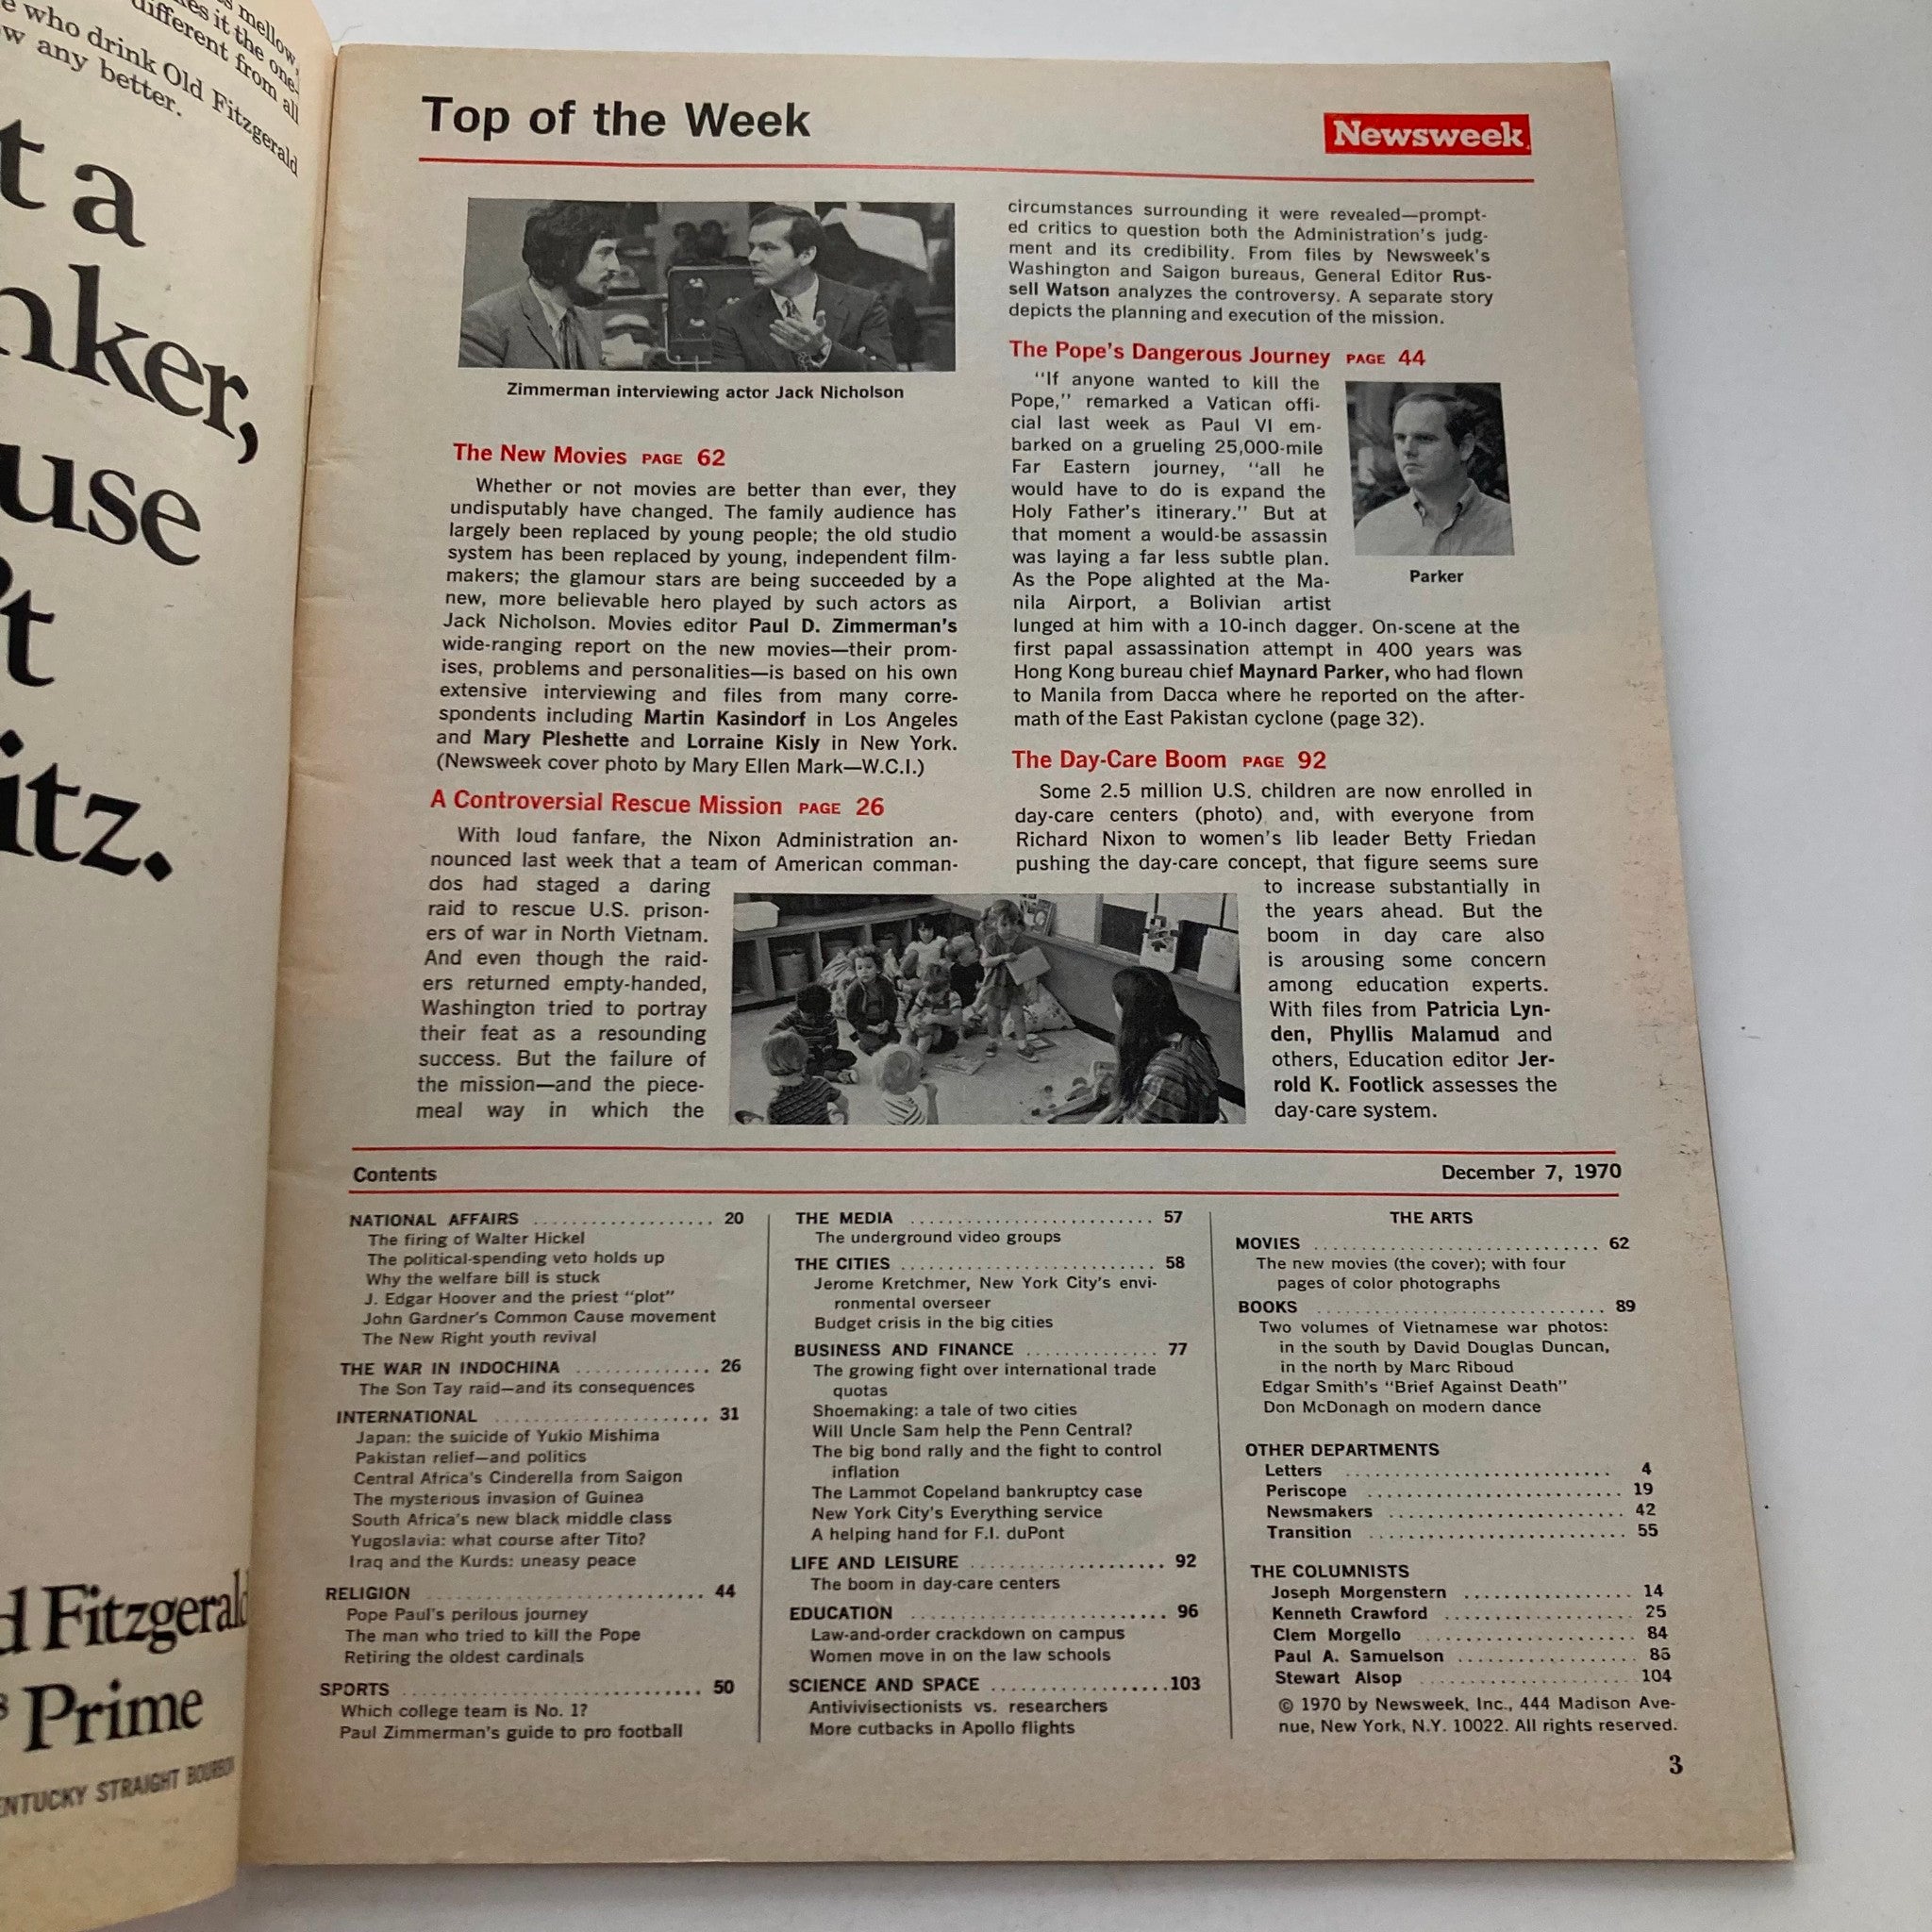 s mellow,
es it the one
different from all
e who drink Old Fitzgerald
w any better.
t a
nker,
use
't
itz.
d Fitzgerald
s Prime
ENTUCKY STRAIGHT BOURBON
Top of the Week
Newsweek
Zimmerman interviewing actor Jack Nicholson
The New Movies PAGE 62
Whether or not movies are better than ever, they
undisputably have changed. The family audience has
largely been replaced by young people; the old studio
system has been replaced by young, independent film-
makers; the glamour stars are being succeeded by a
new, more believable hero played by such actors as
Jack Nicholson. Movies editor Paul D. Zimmerman's
wide-ranging report on the new movies—their prom-
ises, problems and personalities—is based on his own
extensive interviewing and files from many corre-
spondents including Martin Kasindorf in Los Angeles
and Mary Pleshette and Lorraine Kisly in New York.
(Newsweek cover photo by Mary Ellen Mark—W.C.I.)
A Controversial Rescue Mission PAGE 26
With loud fanfare, the Nixon Administration an-
nounced last week that a team of American comman-
dos had staged a daring
raid to rescue U.S. prison-
ers of war in North Vietnam.
And even though the raid-
ers returned empty-handed,
Washington tried to portray
their feat as a resounding
success. But the failure of
the mission—and the piece-
meal way in which the
circumstances surrounding it were revealed—prompt-
ed critics to question both the Administration's judg-
ment and its credibility. From files by Newsweek's
Washington and Saigon bureaus, General Editor Rus-
sell Watson analyzes the controversy. A separate story
depicts the planning and execution of the mission.
The Pope's Dangerous Journey PAGE 44
"If anyone wanted to kill the
Pope," remarked a Vatican offi-
cial last week as Paul VI em-
barked on a grueling 25,000-mile
Far Eastern journey, "all he
would have to do is expand the
Holy Father's itinerary." But at
that moment a would-be assassin
was laying a far less subtle plan.
As the Pope alighted at the Ma-
nila Airport, a Bolivian artist
lunged at him with a 10-inch dagger. On-scene at the
first papal assassination attempt in 400 years was
Hong Kong bureau chief Maynard Parker, who had flown
to Manila from Dacca where he reported on the after-
math of the East Pakistan cyclone (page 32).
Parker
The Day-Care Boom PAGE 92
Some 2.5 million U.S. children are now enrolled in
day-care centers (photo) and, with everyone from
Richard Nixon to women's lib leader Betty Friedan
pushing the day-care concept, that figure seems sure
to increase substantially in
the years ahead. But the
boom in day care also
is arousing some concern
among education experts.
With files from Patricia Lyn-
den, Phyllis Malamud and
others, Education editor Jer-
rold K. Footlick assesses the
day-care system.
Contents
December 7, 1970
NATIONAL AFFAIRS .................... 20
The firing of Walter Hickel
The political-spending veto holds up
Why the welfare bill is stuck
J. Edgar Hoover and the priest "plot"
John Gardner's Common Cause movement
The New Right youth revival
THE WAR IN INDOCHINA .............. 26
The Son Tay raid—and its consequences
INTERNATIONAL ........................ 31
Japan: the suicide of Yukio Mishima
Pakistan relief—and politics
Central Africa's Cinderella from Saigon
The mysterious invasion of Guinea
South Africa's new black middle class
Yugoslavia: what course after Tito?
Iraq and the Kurds: uneasy peace
RELIGION .............................. 44
Pope Paul's perilous journey
The man who tried to kill the Pope
Retiring the oldest cardinals
SPORTS ................................ 50
Which college team is No. 1?
Paul Zimmerman's guide to pro football
THE MEDIA ........................... 57
The underground video groups
THE CITIES ............................ 58
Jerome Kretchmer, New York City's envi-
ronmental overseer
Budget crisis in the big cities
BUSINESS AND FINANCE .............. 77
The growing fight over international trade
quotas
Shoemaking: a tale of two cities
Will Uncle Sam help the Penn Central?
The big bond rally and the fight to control
inflation
The Lammot Copeland bankruptcy case
New York City's Everything service
A helping hand for F.I. duPont
LIFE AND LEISURE ..................... 92
The boom in day-care centers
EDUCATION ........................... 96
Law-and-order crackdown on campus
Women move in on the law schools
SCIENCE AND SPACE ...................103
Antivivisectionists vs. researchers
More cutbacks in Apollo flights
THE ARTS
MOVIES .............................. 62
The new movies (the cover); with four
pages of color photographs
BOOKS .............................. 89
Two volumes of Vietnamese war photos:
in the south by David Douglas Duncan,
in the north by Marc Riboud
Edgar Smith's "Brief Against Death"
Don McDonagh on modern dance
OTHER DEPARTMENTS
Letters ............................ 4
Periscope .......................... 19
Newsmakers ........................ 42
Transition .......................... 55
THE COLUMNISTS
Joseph Morgenstern .................. 14
Kenneth Crawford .................... 25
Clem Morgello ....................... 84
Paul A. Samuelson ................... 86
Stewart Alsop ....................... 104
© 1970 by Newsweek, Inc., 444 Madison Ave-
nue, New York, N.Y. 10022. All rights reserved.
3